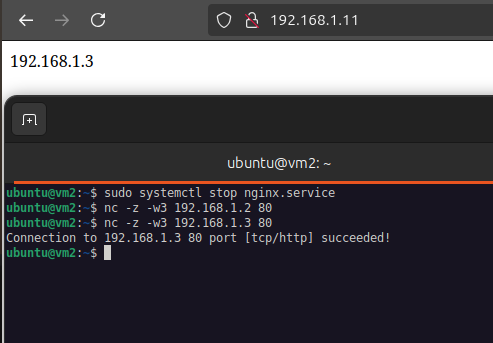 192.168.1.11
192.168.1.3
ubuntu@vm2: ~
ubuntu@vm2:~$ sudo systemctl stop nginx.service
ubuntu@vm2:~$ nc -z -w3 192.168.1.2 80
ubuntu@vm2:~$ nc -z -w3 192.168.1.3 80
Connection to 192.168.1.3 80 port [tcp/http] succeeded!
ubuntu@vm2:~$